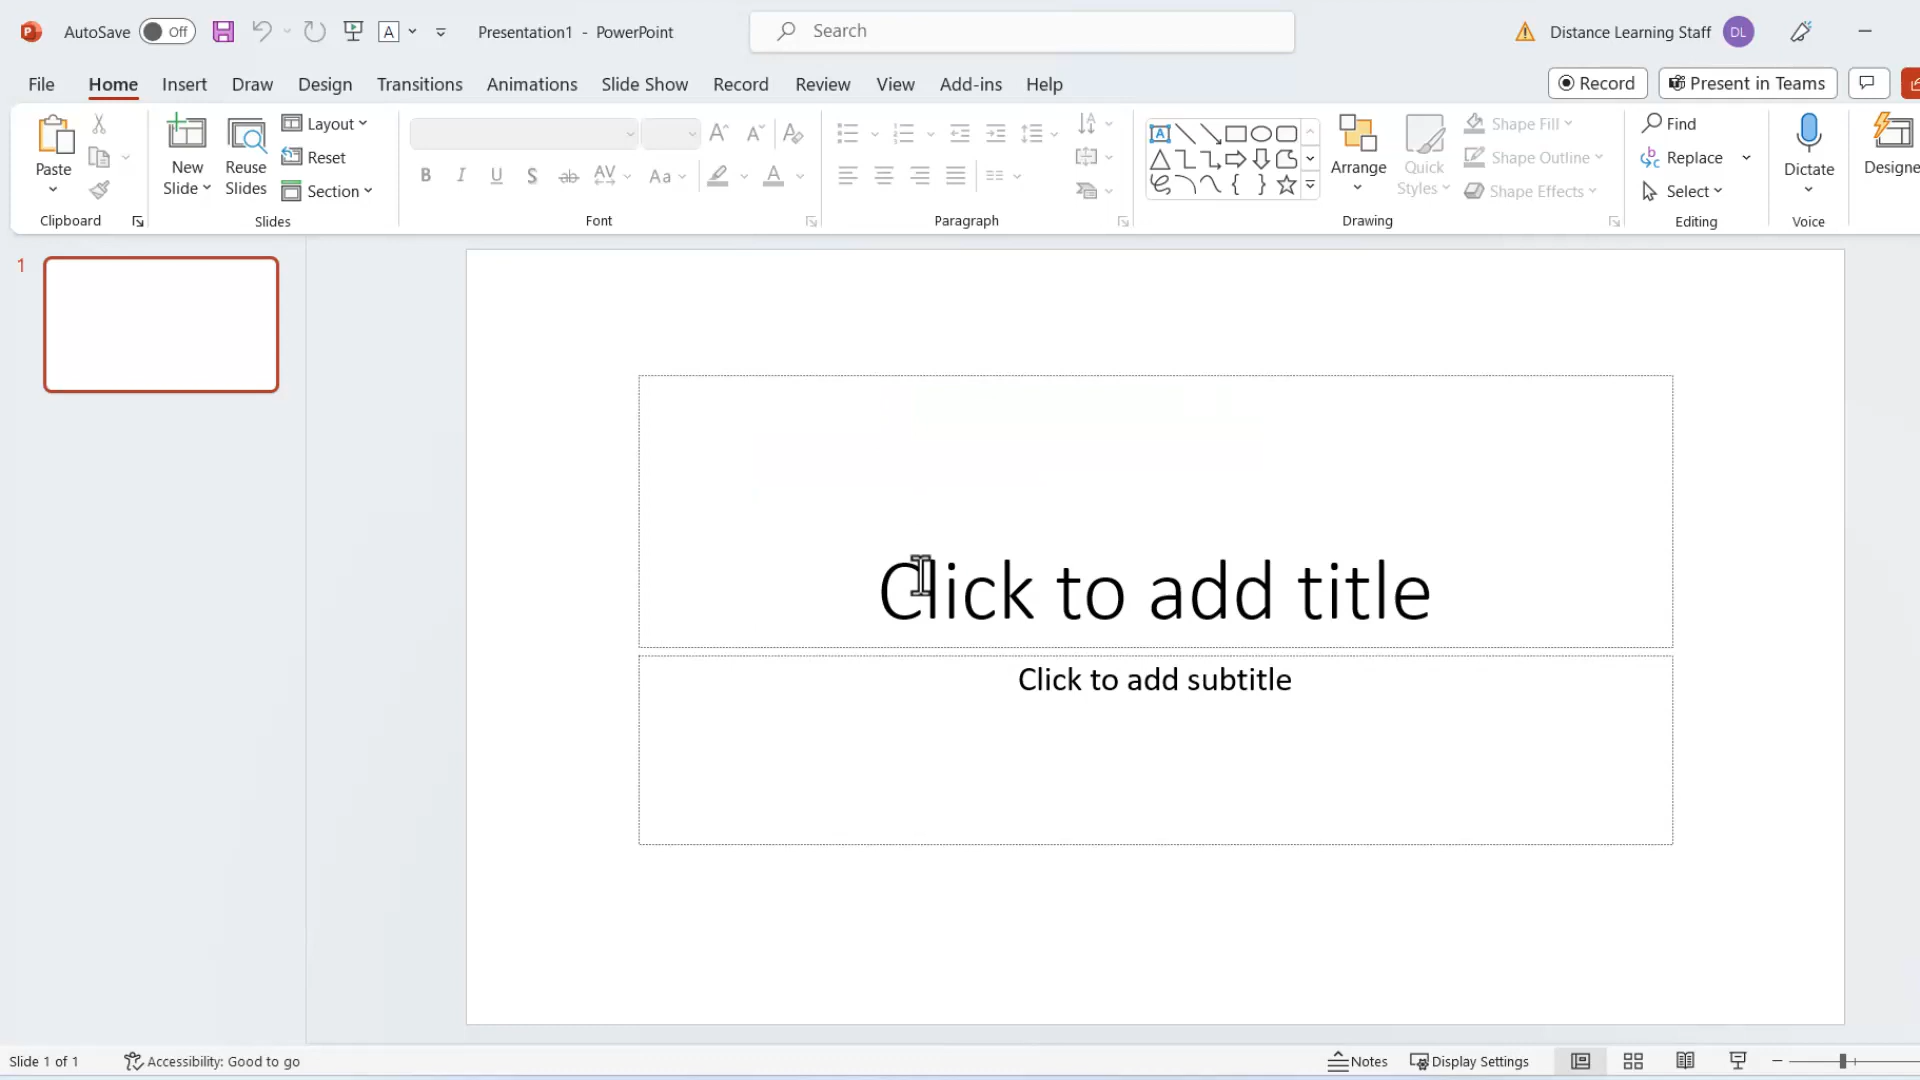 AutoSave Off A Presentation1 - PowerPoint Search Distance Learning Staff DL
File Home Insert Draw Design Transitions Animations Slide Show Record Review View Add-ins Help Record Present in Teams
Paste New Slide Reuse Slides Layout Reset Section
B I U S ab AV Aa A
Arrange Quick Styles Shape Fill Shape Outline Shape Effects
Find Replace Select
Dictate Designe
Clipboard Slides Font Paragraph Drawing Editing Voice
1
Click to add title
Click to add subtitle
Slide 1 of 1 Accessibility: Good to go Notes Display Settings